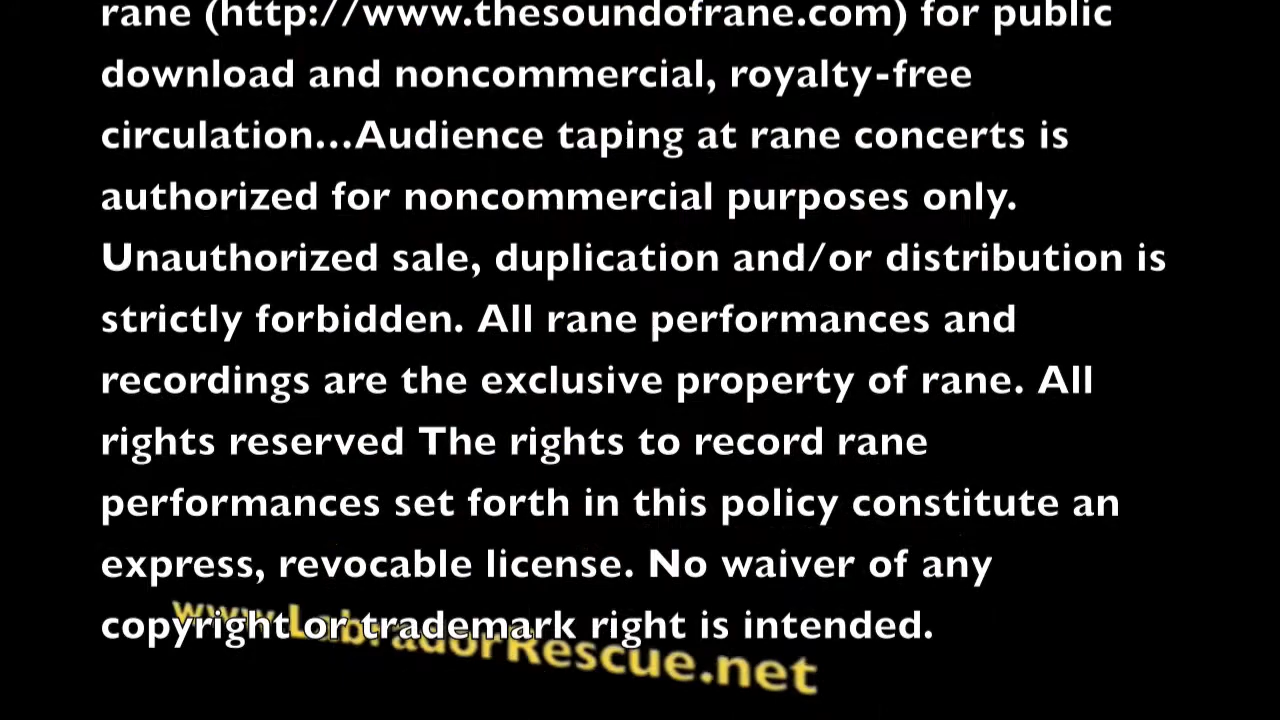 rane (http://www.thesoundofrane.com) for public
download and noncommercial, royalty-free
circulation...Audience taping at rane concerts is
authorized for noncommercial purposes only.
Unauthorized sale, duplication and/or distribution is
strictly forbidden. All rane performances and
recordings are the exclusive property of rane. All
rights reserved The rights to record rane
performances set forth in this policy constitute an
express, revocable license. No waiver of any
copyright or trademark right is intended.
www.LabradorRescue.net